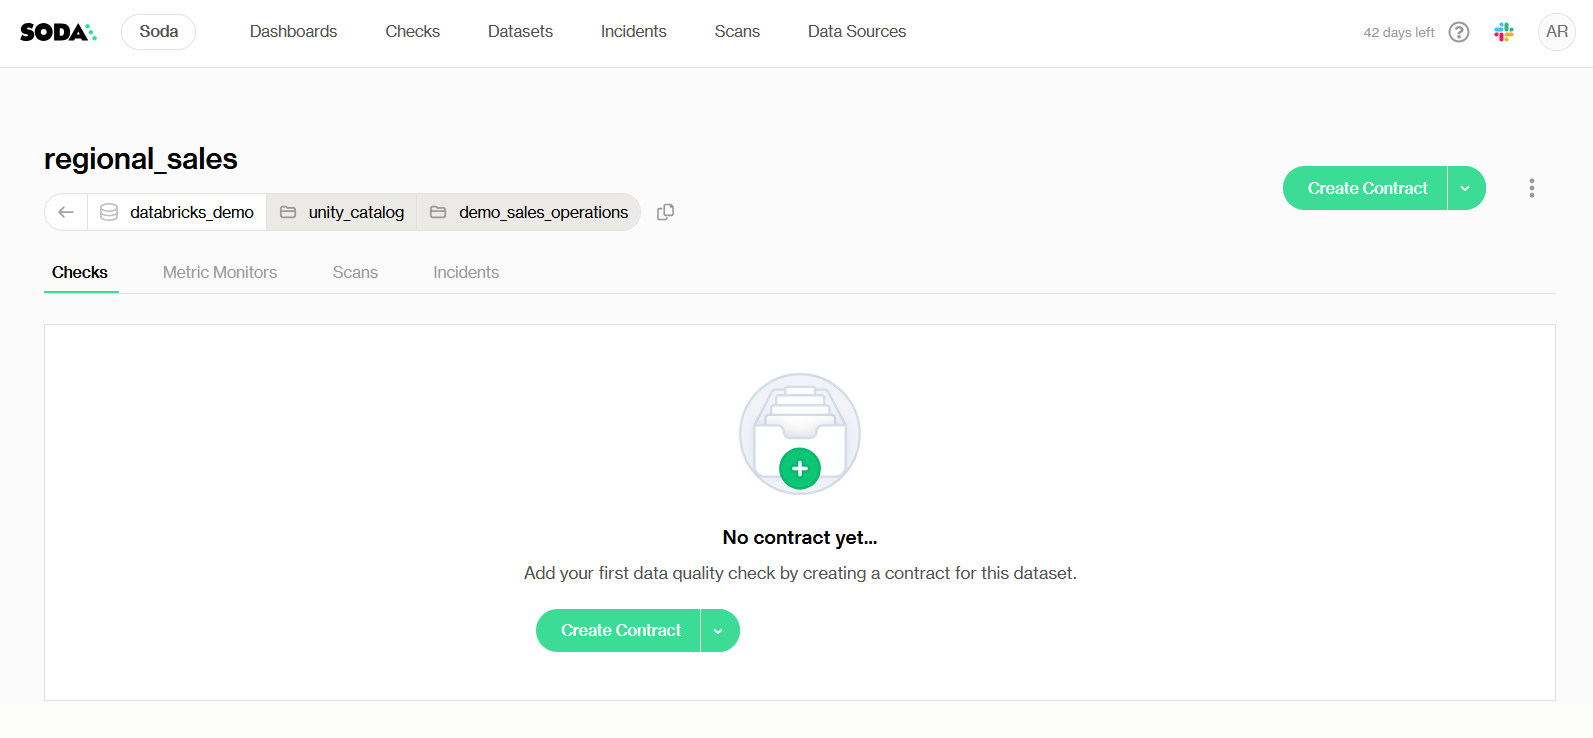 SODA Soda Dashboards Checks Datasets Incidents Scans Data Sources 42 days left ? AR
regional_sales
Create Contract
databricks_demo unity_catalog demo_sales_operations
Checks Metric Monitors Scans Incidents
No contract yet...
Add your first data quality check by creating a contract for this dataset.
Create Contract